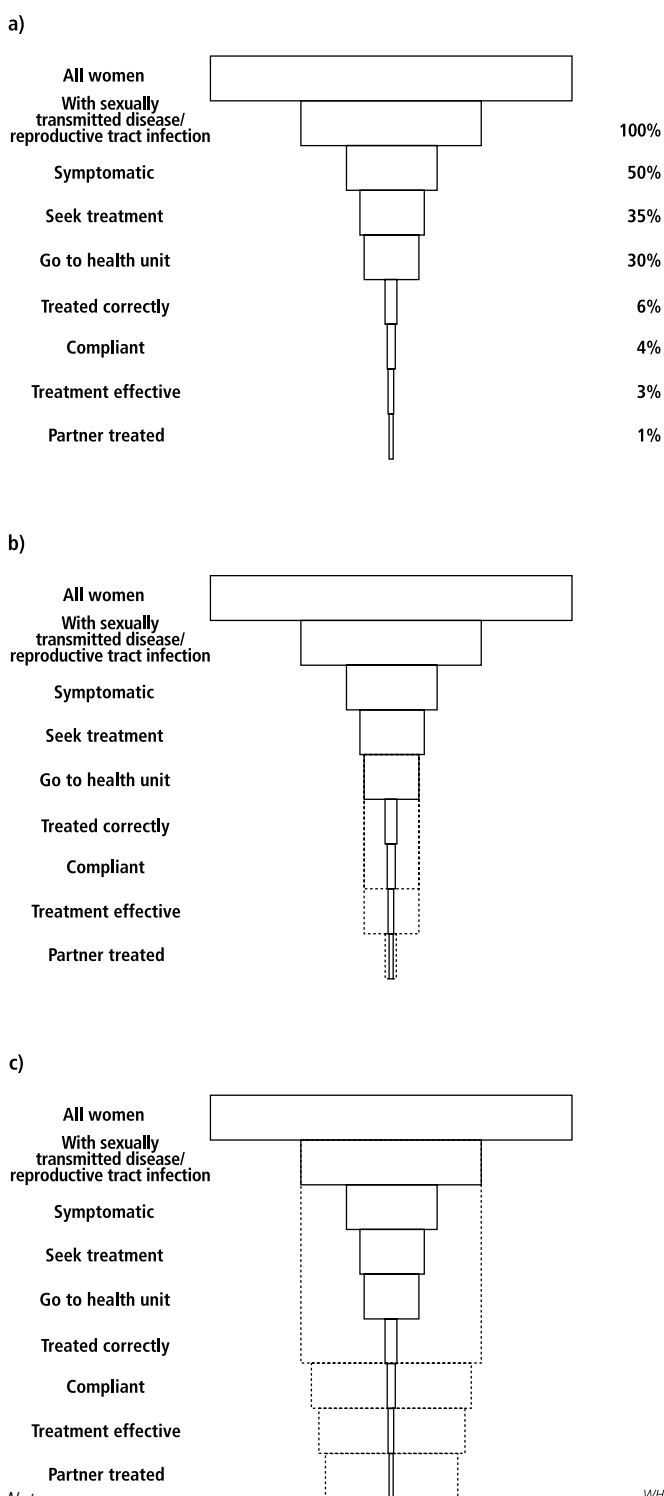 a)
All women
With sexually
transmitted disease/
reproductive tract infection
100%
Symptomatic
50%
Seek treatment
35%
Go to health unit
30%
Treated correctly
6%
Compliant
4%
Treatment effective
3%
Partner treated
1%
b)
All women
With sexually
transmitted disease/
reproductive tract infection
Symptomatic
Seek treatment
Go to health unit
Treated correctly
Compliant
Treatment effective
Partner treated
c)
All women
With sexually
transmitted disease/
reproductive tract infection
Symptomatic
Seek treatment
Go to health unit
Treated correctly
Compliant
Treatment effective
Partner treated